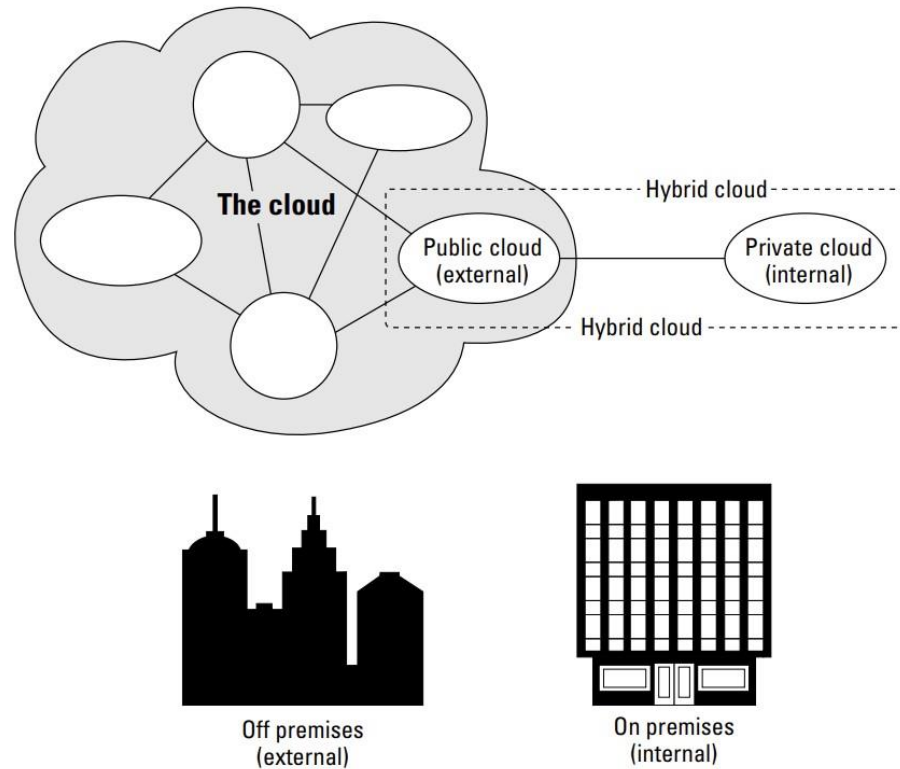 Hybrid cloud
The cloud
Public cloud
(external)
Private cloud
(internal)
Hybrid cloud
Off premises
(external)
On premises
(internal)